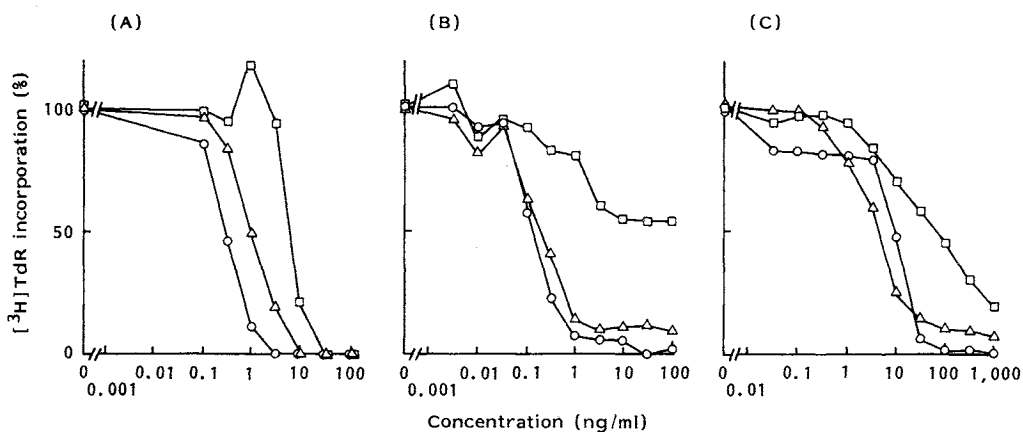 (A) (B) (C)
[³H]TdR incorporation (%)
100
50
0
0 0.01 0.1 1 10 100
0.001
0 0.01 0.1 1 10 100
0.001
0 0.1 1 10 100 1,000
0.01
Concentration (ng/ml)